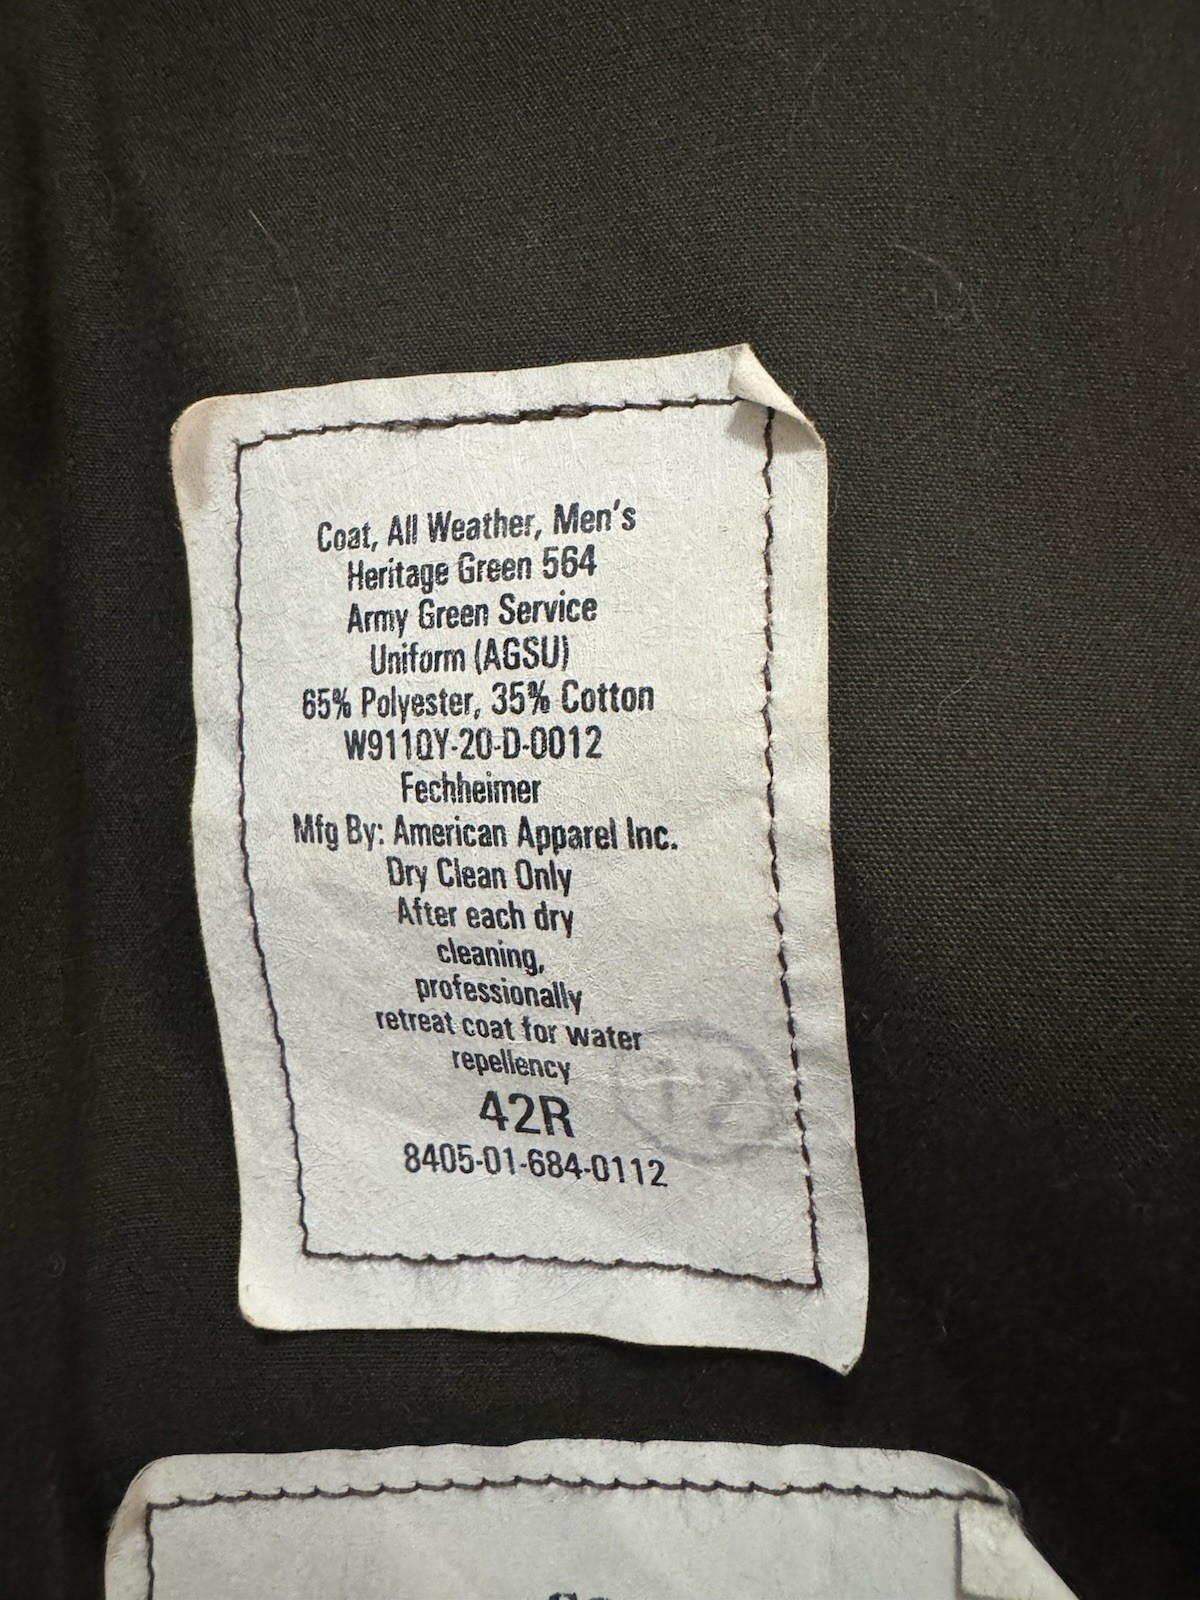 Coat, All Weather, Men's
Heritage Green 564
Army Green Service
Uniform (AGSU)
65% Polyester, 35% Cotton
W911QY-20-D-0012
Fechheimer
Mfg By: American Apparel Inc.
Dry Clean Only
After each dry
cleaning,
professionally
retreat coat for water
repellency
42R
8405-01-684-0112
12